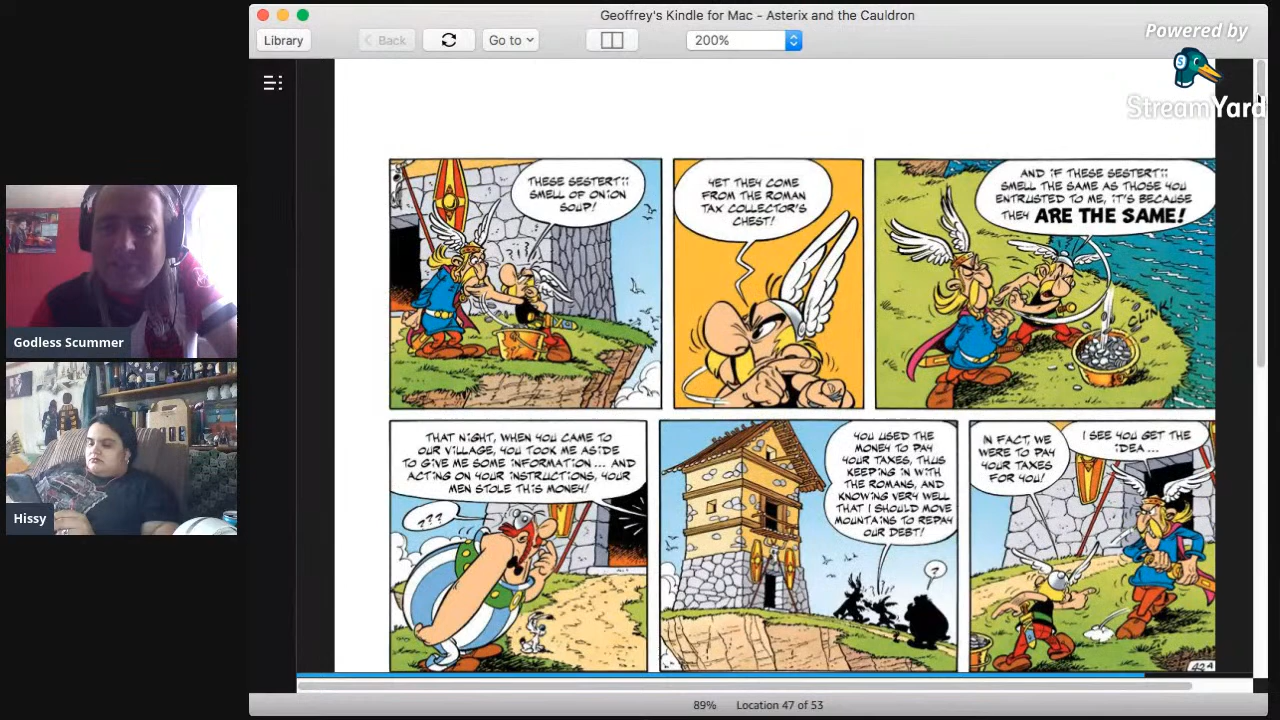 Geoffrey's Kindle for Mac - Asterix and the Cauldron
Library
Back
Go to
200%
Powered by
S
StreamYard
THESE SESTERTII
SMELL OF ONION
SOUP!
?!?!
YET THEY COME
FROM THE ROMAN
TAX COLLECTOR'S
CHEST!
AND IF THESE SESTERTII
SMELL THE SAME AS THOSE YOU
ENTRUSTED TO ME, IT'S BECAUSE
THEY ARE THE SAME!
CLINK
THAT NIGHT, WHEN YOU CAME TO
OUR VILLAGE, YOU TOOK ME ASIDE
TO GIVE ME SOME INFORMATION... AND
ACTING ON YOUR INSTRUCTIONS, YOUR
MEN STOLE THIS MONEY!
???
YOU USED THE
MONEY TO PAY
YOUR TAXES, THUS
KEEPING IN WITH
THE ROMANS, AND
KNOWING VERY WELL
THAT I SHOULD MOVE
MOUNTAINS TO REPAY
OUR DEBT!
?
IN FACT, WE
WERE TO PAY
YOUR TAXES
FOR YOU!
I SEE YOU GET THE
IDEA...
42A
Godless Scummer
Hissy
89%
Location 47 of 53